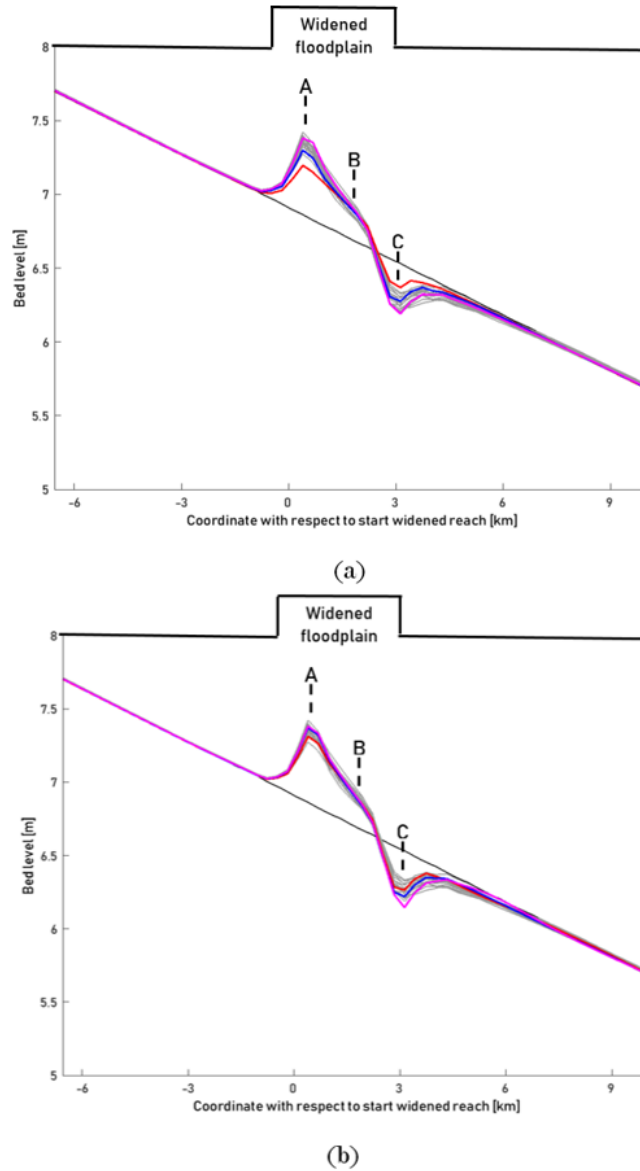 Widened
floodplain
8
A
7.5
B
7
C
6.5
Bed level [m]
6
5.5
5
-6
-3
0
3
6
9
Coordinate with respect to start widened reach [km]
(a)
Widened
floodplain
8
A
7.5
B
7
C
6.5
Bed level [m]
6
5.5
5
-6
-3
0
3
6
9
Coordinate with respect to start widened reach [km]
(b)